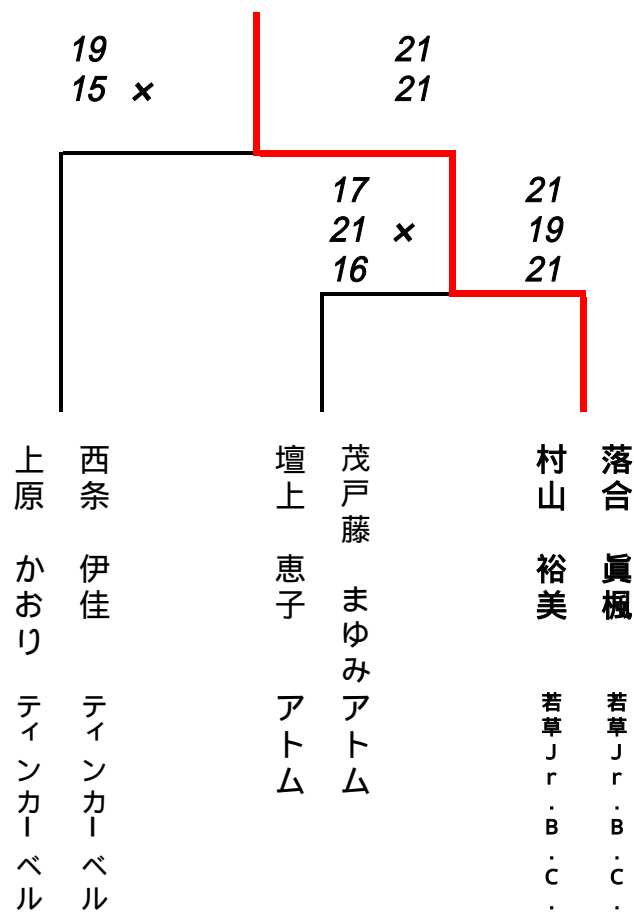 19 21
15 × 21
17 21
21 × 19
16 21
西条 伊佳 ティンカーベル
上原 かおり ティンカーベル
茂戸藤 まゆみ アトム
壇上 恵子 アトム
落合 眞楓 若草Jr.B.C.
村山 裕美 若草Jr.B.C.